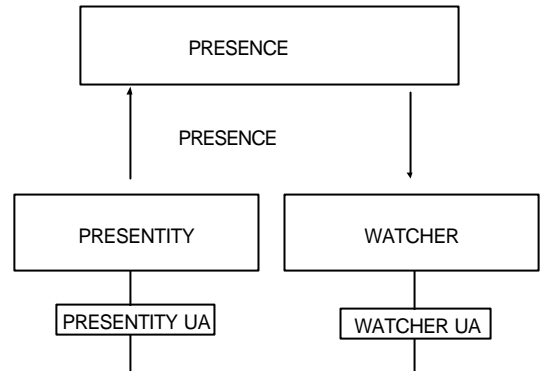 PRESENCE
PRESENCE
PRESENTITY
WATCHER
PRESENTITY UA
WATCHER UA